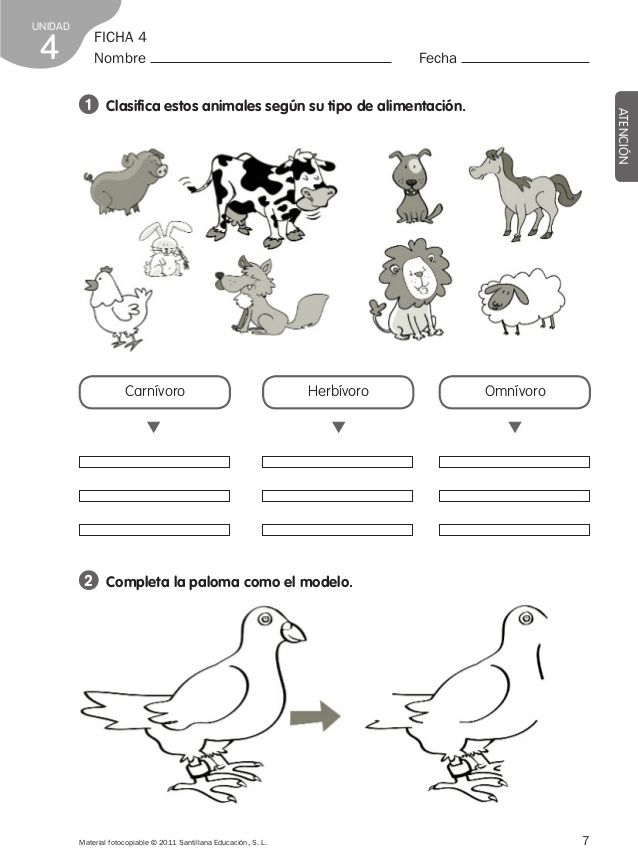 UNIDAD
4
FICHA 4
Nombre
Fecha
1 Clasifica estos animales según su tipo de alimentación.
ATENCIÓN
Carnívoro
Herbívoro
Omnívoro
2 Completa la paloma como el modelo.
Material fotocopiable © 2011 Santillana Educación, S. L.
7